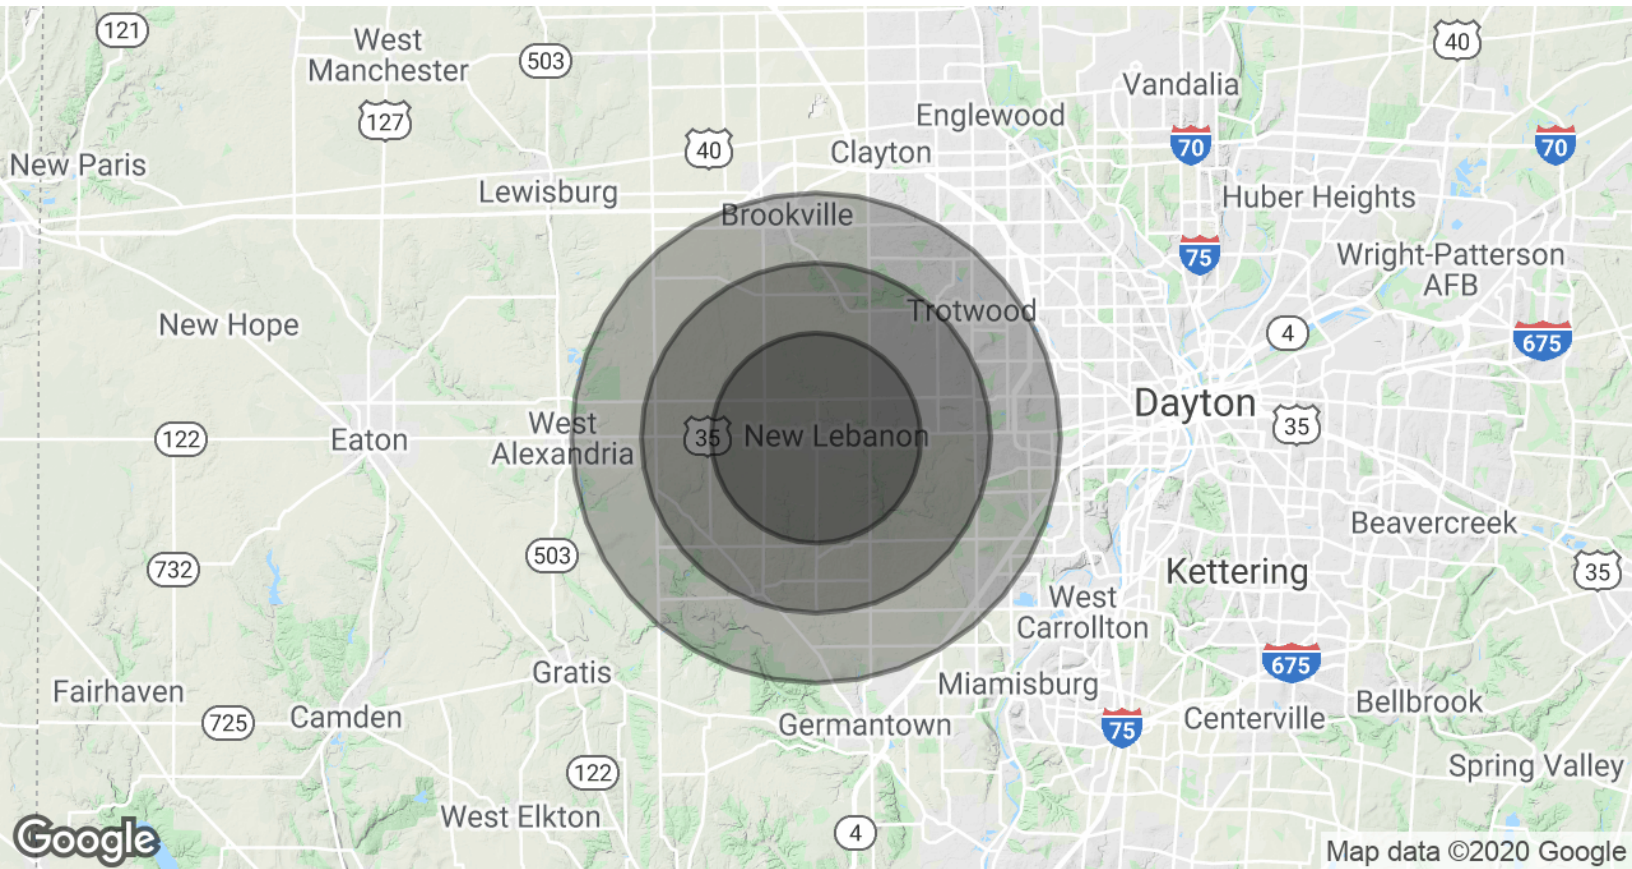 121
West
Manchester
503
40
Vandalia
127
Englewood
40
Clayton
70
70
New Paris
Lewisburg
Huber Heights
Brookville
75
Wright-Patterson
AFB
New Hope
Trotwood
4
675
Dayton
35
122
Eaton
West
Alexandria
35
New Lebanon
Beavercreek
503
732
Kettering
35
West
Carrollton
Gratis
675
Fairhaven
Miamisburg
725
Camden
Germantown
75
Centerville
Bellbrook
122
Spring Valley
West Elkton
4
Google
Map data ©2020 Google